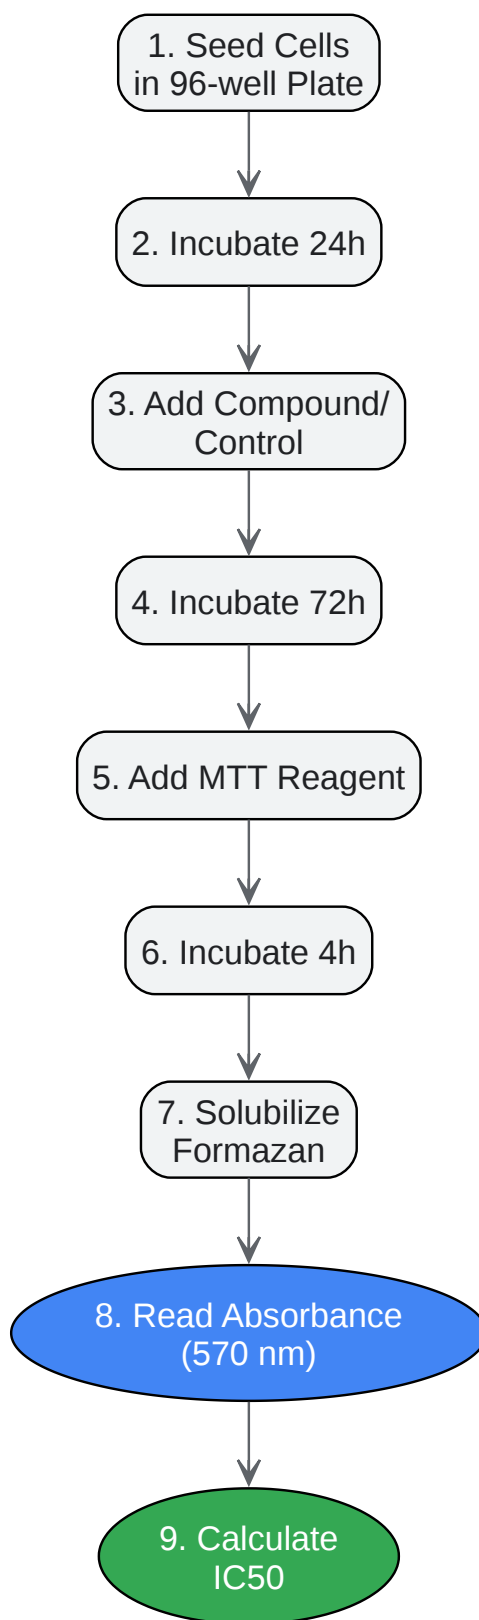 1. Seed Cells
in 96-well Plate
2. Incubate 24h
3. Add Compound/
Control
4. Incubate 72h
5. Add MTT Reagent
6. Incubate 4h
7. Solubilize
Formazan
8. Read Absorbance
(570 nm)
9. Calculate
IC50